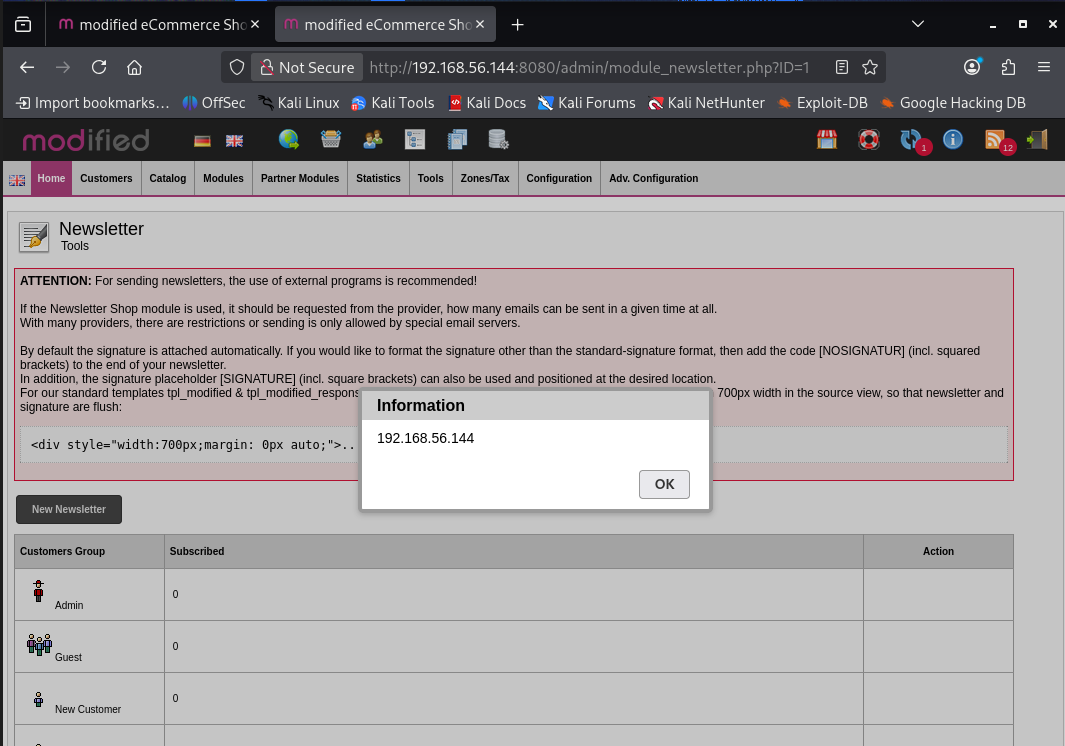 modified eCommerce Sho
modified eCommerce Sho
Not Secure
http://192.168.56.144:8080/admin/module_newsletter.php?ID=1
Import bookmarks…
OffSec
Kali Linux
Kali Tools
Kali Docs
Kali Forums
Kali NetHunter
Exploit-DB
Google Hacking DB
modified
1
12
Home
Customers
Catalog
Modules
Partner Modules
Statistics
Tools
Zones/Tax
Configuration
Adv. Configuration
Newsletter
Tools
ATTENTION: For sending newsletters, the use of external programs is recommended!
If the Newsletter Shop module is used, it should be requested from the provider, how many emails can be sent in a given time at all.
With many providers, there are restrictions or sending is only allowed by special email servers.
By default the signature is attached automatically. If you would like to format the signature other than the standard-signature format, then add the code [NOSIGNATUR] (incl. squared
brackets) to the end of your newsletter.
In addition, the signature placeholder [SIGNATURE] (incl. square brackets) can also be used and positioned at the desired location.
For our standard templates tpl_modified & tpl_modified_respons 700px width in the source view, so that newsletter and
signature are flush:
<div style="width:700px;margin: 0px auto;">..
Information
192.168.56.144
OK
New Newsletter
Customers Group
Subscribed
Action
Admin
0
Guest
0
New Customer
0